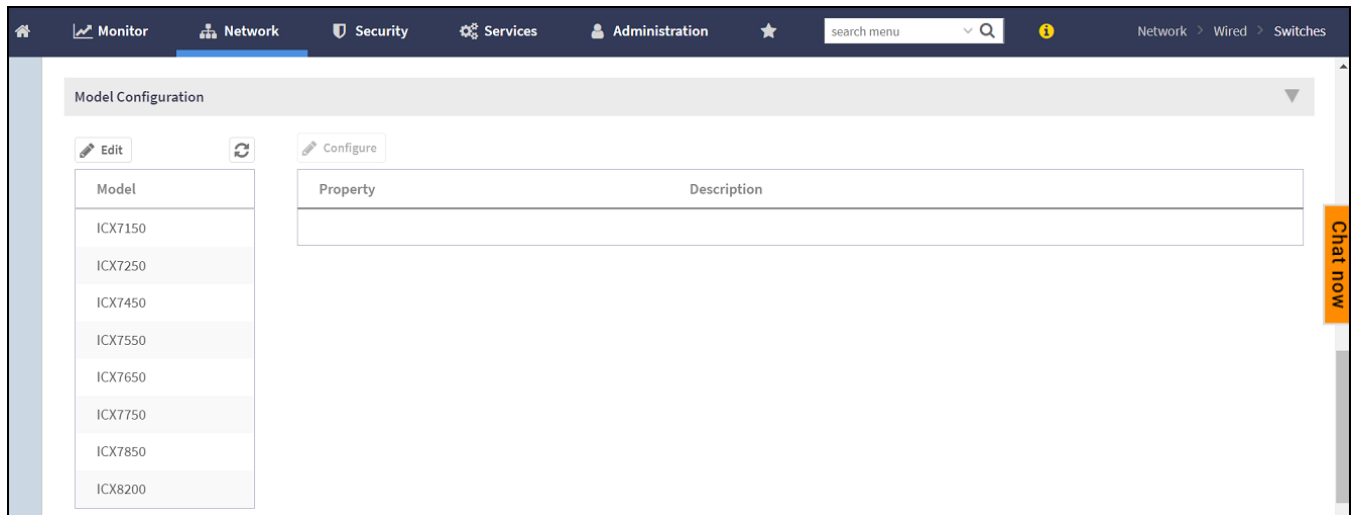 Monitor Network Security Services Administration search menu Network > Wired > Switches
Model Configuration
Edit Configure
Model Property Description
ICX7150
ICX7250
ICX7450
ICX7550
ICX7650
ICX7750
ICX7850
ICX8200
Chat now